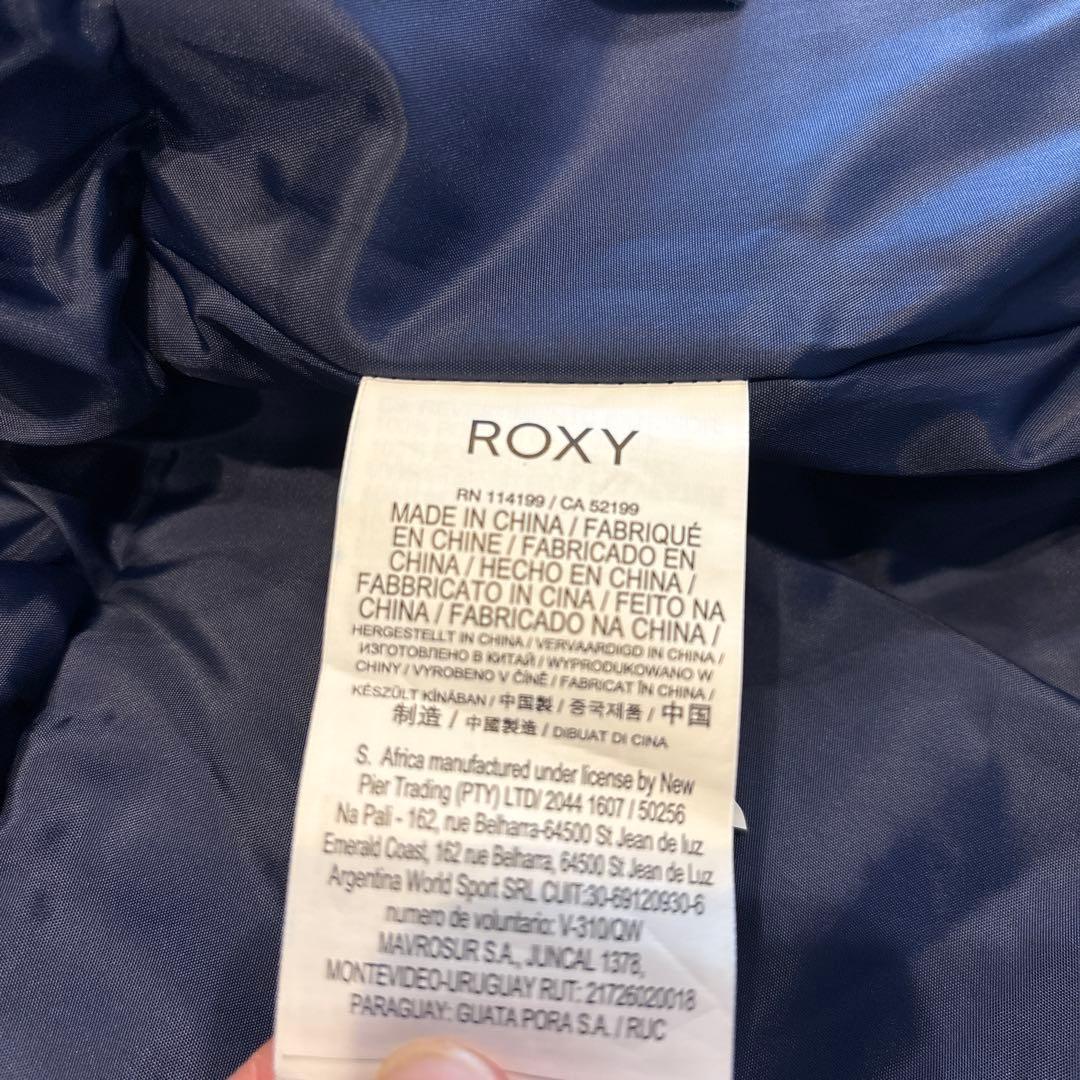 ROXY
RN 114199 / CA 52199
MADE IN CHINA / FABRIQUÉ
EN CHINE / FABRICADO EN
CHINA / HECHO EN CHINA /
FABBRICATO IN CINA / FEITO NA
CHINA / FABRICADO NA CHINA /
HERGESTELLT IN CHINA / VERVAARDIGD IN CHINA /
ИЗГОТОВЛЕНО В КИТАЙ / WYPRODUKOWANO W
CHINY / VYROBENO V ČÍNĚ / FABRICAT ÎN CHINA /
KÉSZÜLT KÍNÁBAN / 中国製 / 중국제품 / 中国
制造 / 中國製造 / DIBUAT DI CINA
S. Africa manufactured under license by New
Pier Trading (PTY) LTD/ 2044 1607 / 50256
Na Pali - 162, rue Belharra-64500 St Jean de luz
Emerald Coast, 162 rue Belharra, 64500 St Jean de Luz
Argentina World Sport SRL CUIT:30-69120930-6
numero de voluntario: V-310/QW
MAVROSUR S.A., JUNCAL 1378,
MONTEVIDEO-URUGUAY RUT: 21726020018
PARAGUAY: GUATA PORA S.A. / RUC